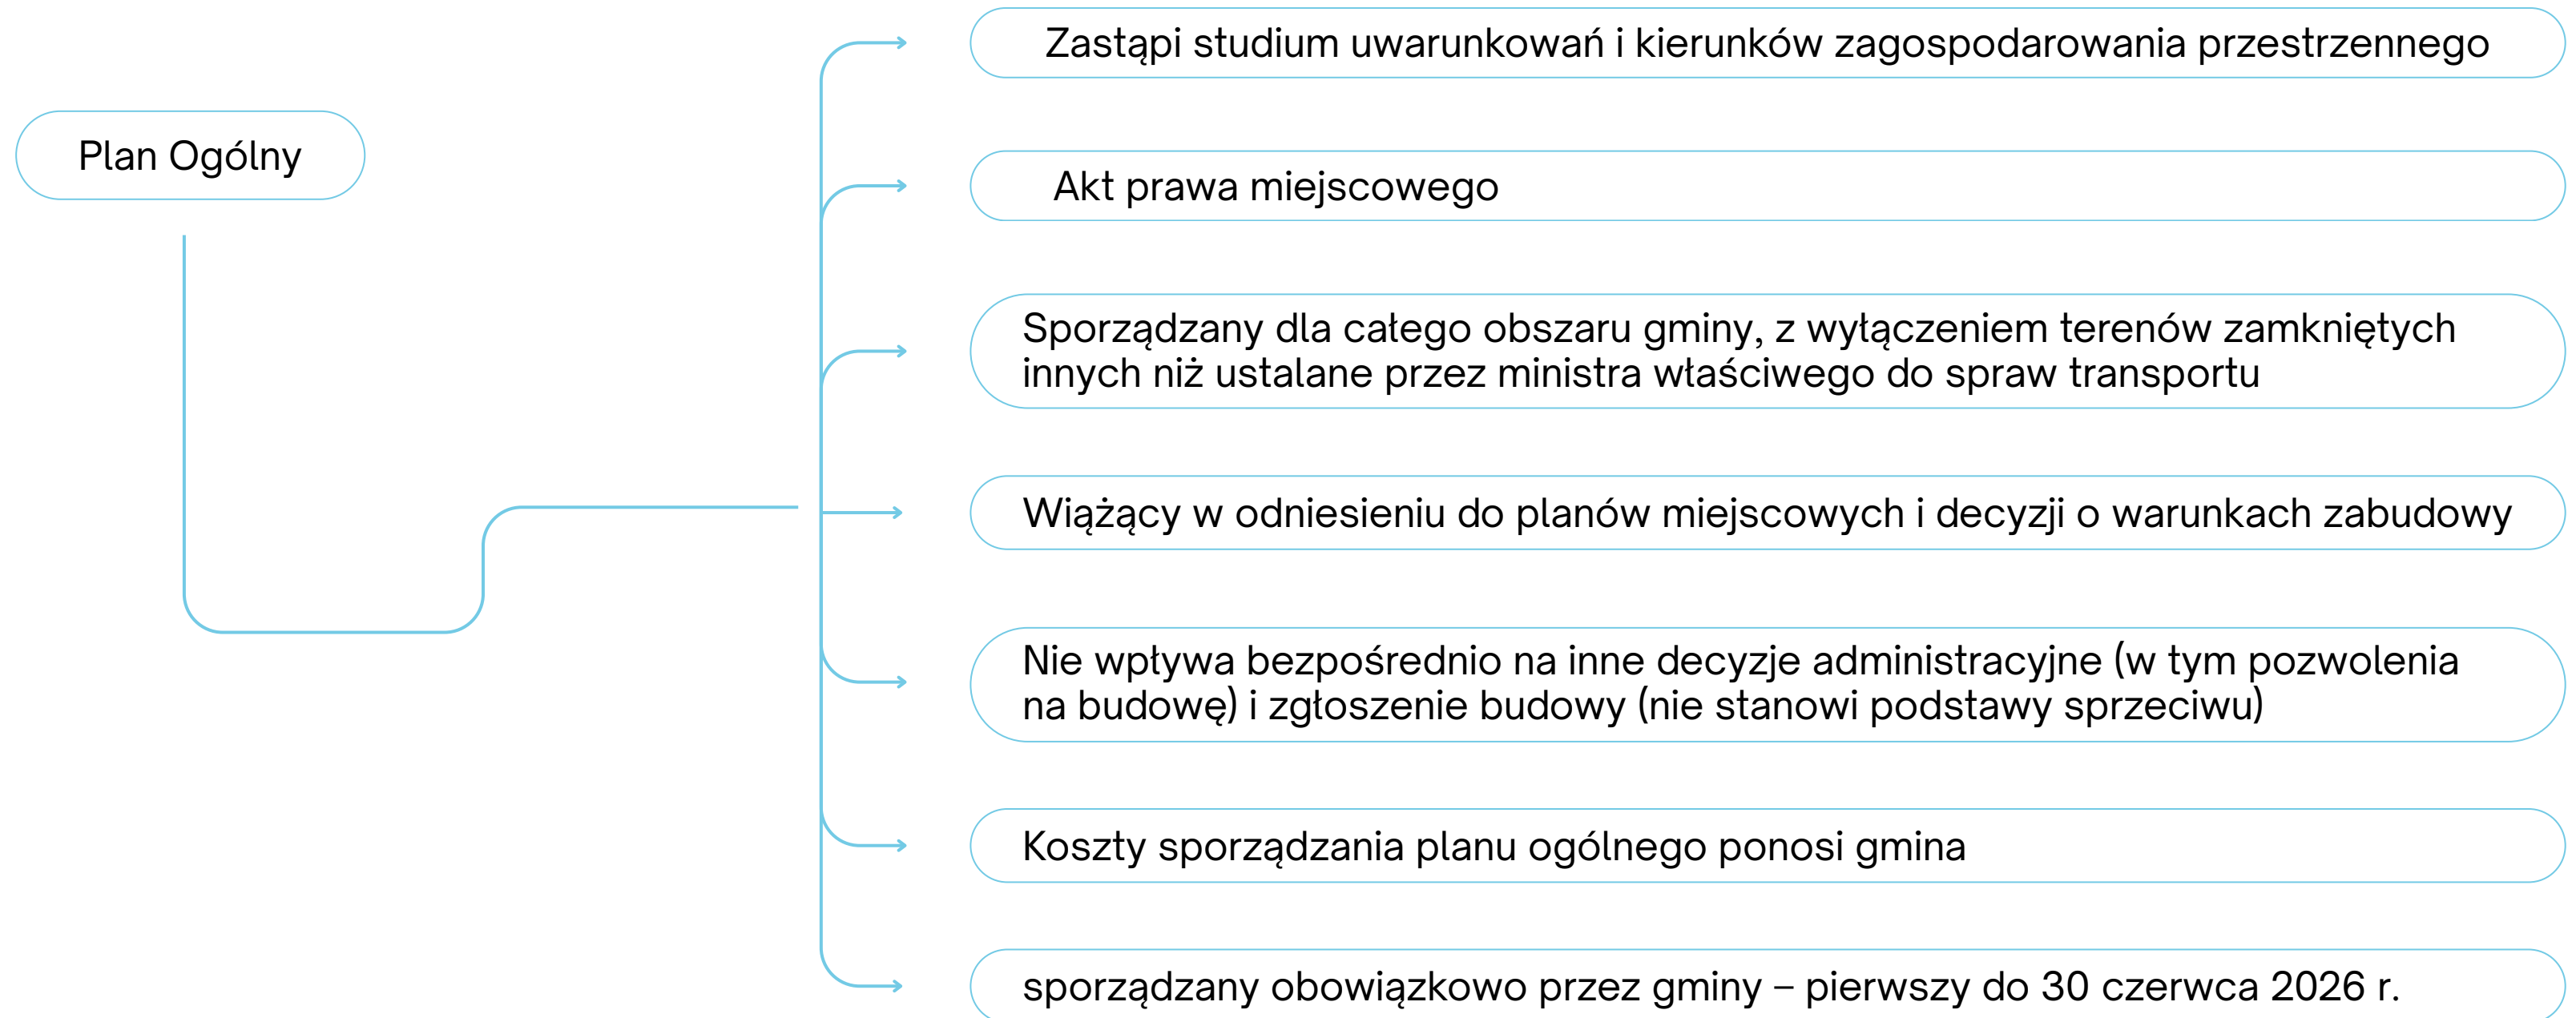 Plan Ogólny
Zastąpi studium uwarunkowań i kierunków zagospodarowania przestrzennego
Akt prawa miejscowego
Sporządzany dla całego obszaru gminy, z wyłączeniem terenów zamkniętych
innych niż ustalane przez ministra właściwego do spraw transportu
Wiążący w odniesieniu do planów miejscowych i decyzji o warunkach zabudowy
Nie wpływa bezpośrednio na inne decyzje administracyjne (w tym pozwolenia
na budowę) i zgłoszenie budowy (nie stanowi podstawy sprzeciwu)
Koszty sporządzania planu ogólnego ponosi gmina
sporządzany obowiązkowo przez gminy – pierwszy do 30 czerwca 2026 r.